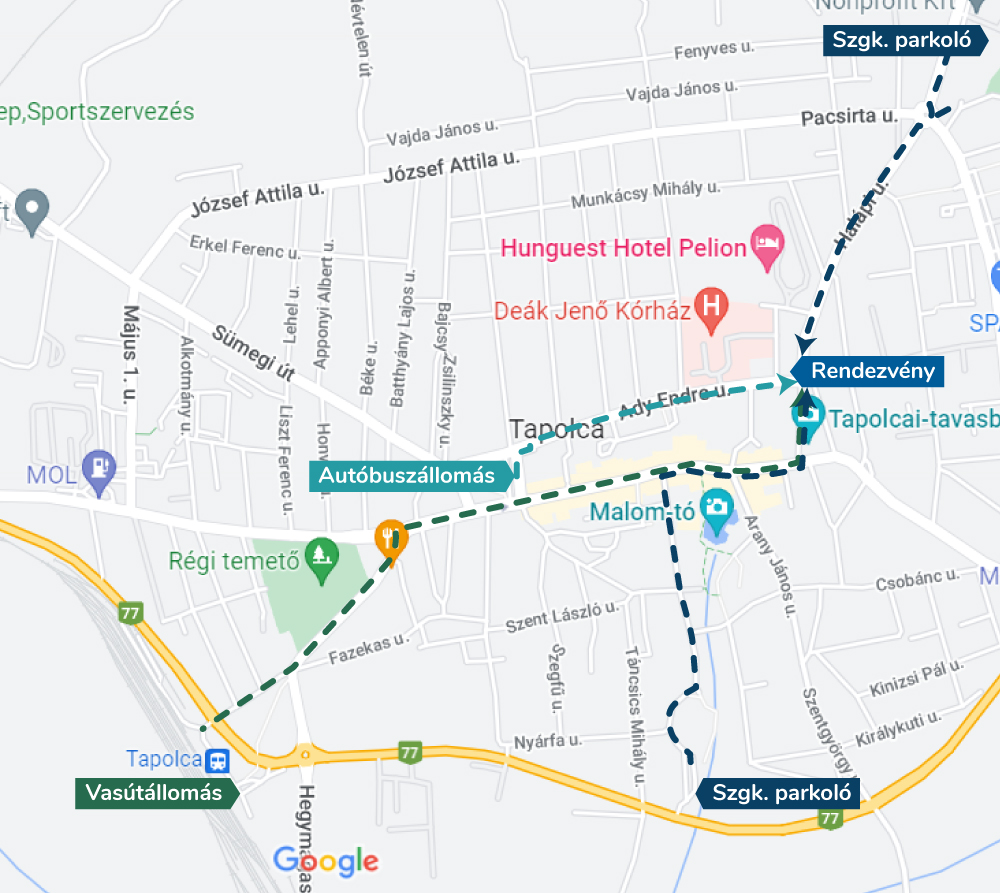 Nonprofit Kft
Szgk. parkoló
Névtelen út
Fenyves u.
Vajda János u.
ep,Sportszervezés
Pacsirta u.
Vajda János u.
József Attila u.
József Attila u.
Munkácsy Mihály u.
ft
Halápi u.
Erkel Ferenc u.
Hunguest Hotel Pelion
Lehel u.
Apponyi Albert u.
Batthyány Lajos u.
Deák Jenő Kórház
H
Május 1. u.
Bajcsy-Zsilinszky u.
SPA
Sümegi út
Alkotmány u.
Béke u.
Rendezvény
Ady Endre u.
Liszt Ferenc u.
Honv
Tapolca
Tapolcai-tavasb
MOL
Autóbuszállomás
Malom-tó
Régi temető
Arany János u.
Csobánc u.
M
77
Szent László u.
Fazekas u.
Szegfű u.
Táncsics Mihály u.
Kinizsi Pál u.
Szentgyörgy
Királykuti u.
Nyárfa u.
Tapolca
77
Vasútállomás
Szgk. parkoló
77
Hegymagas
Google